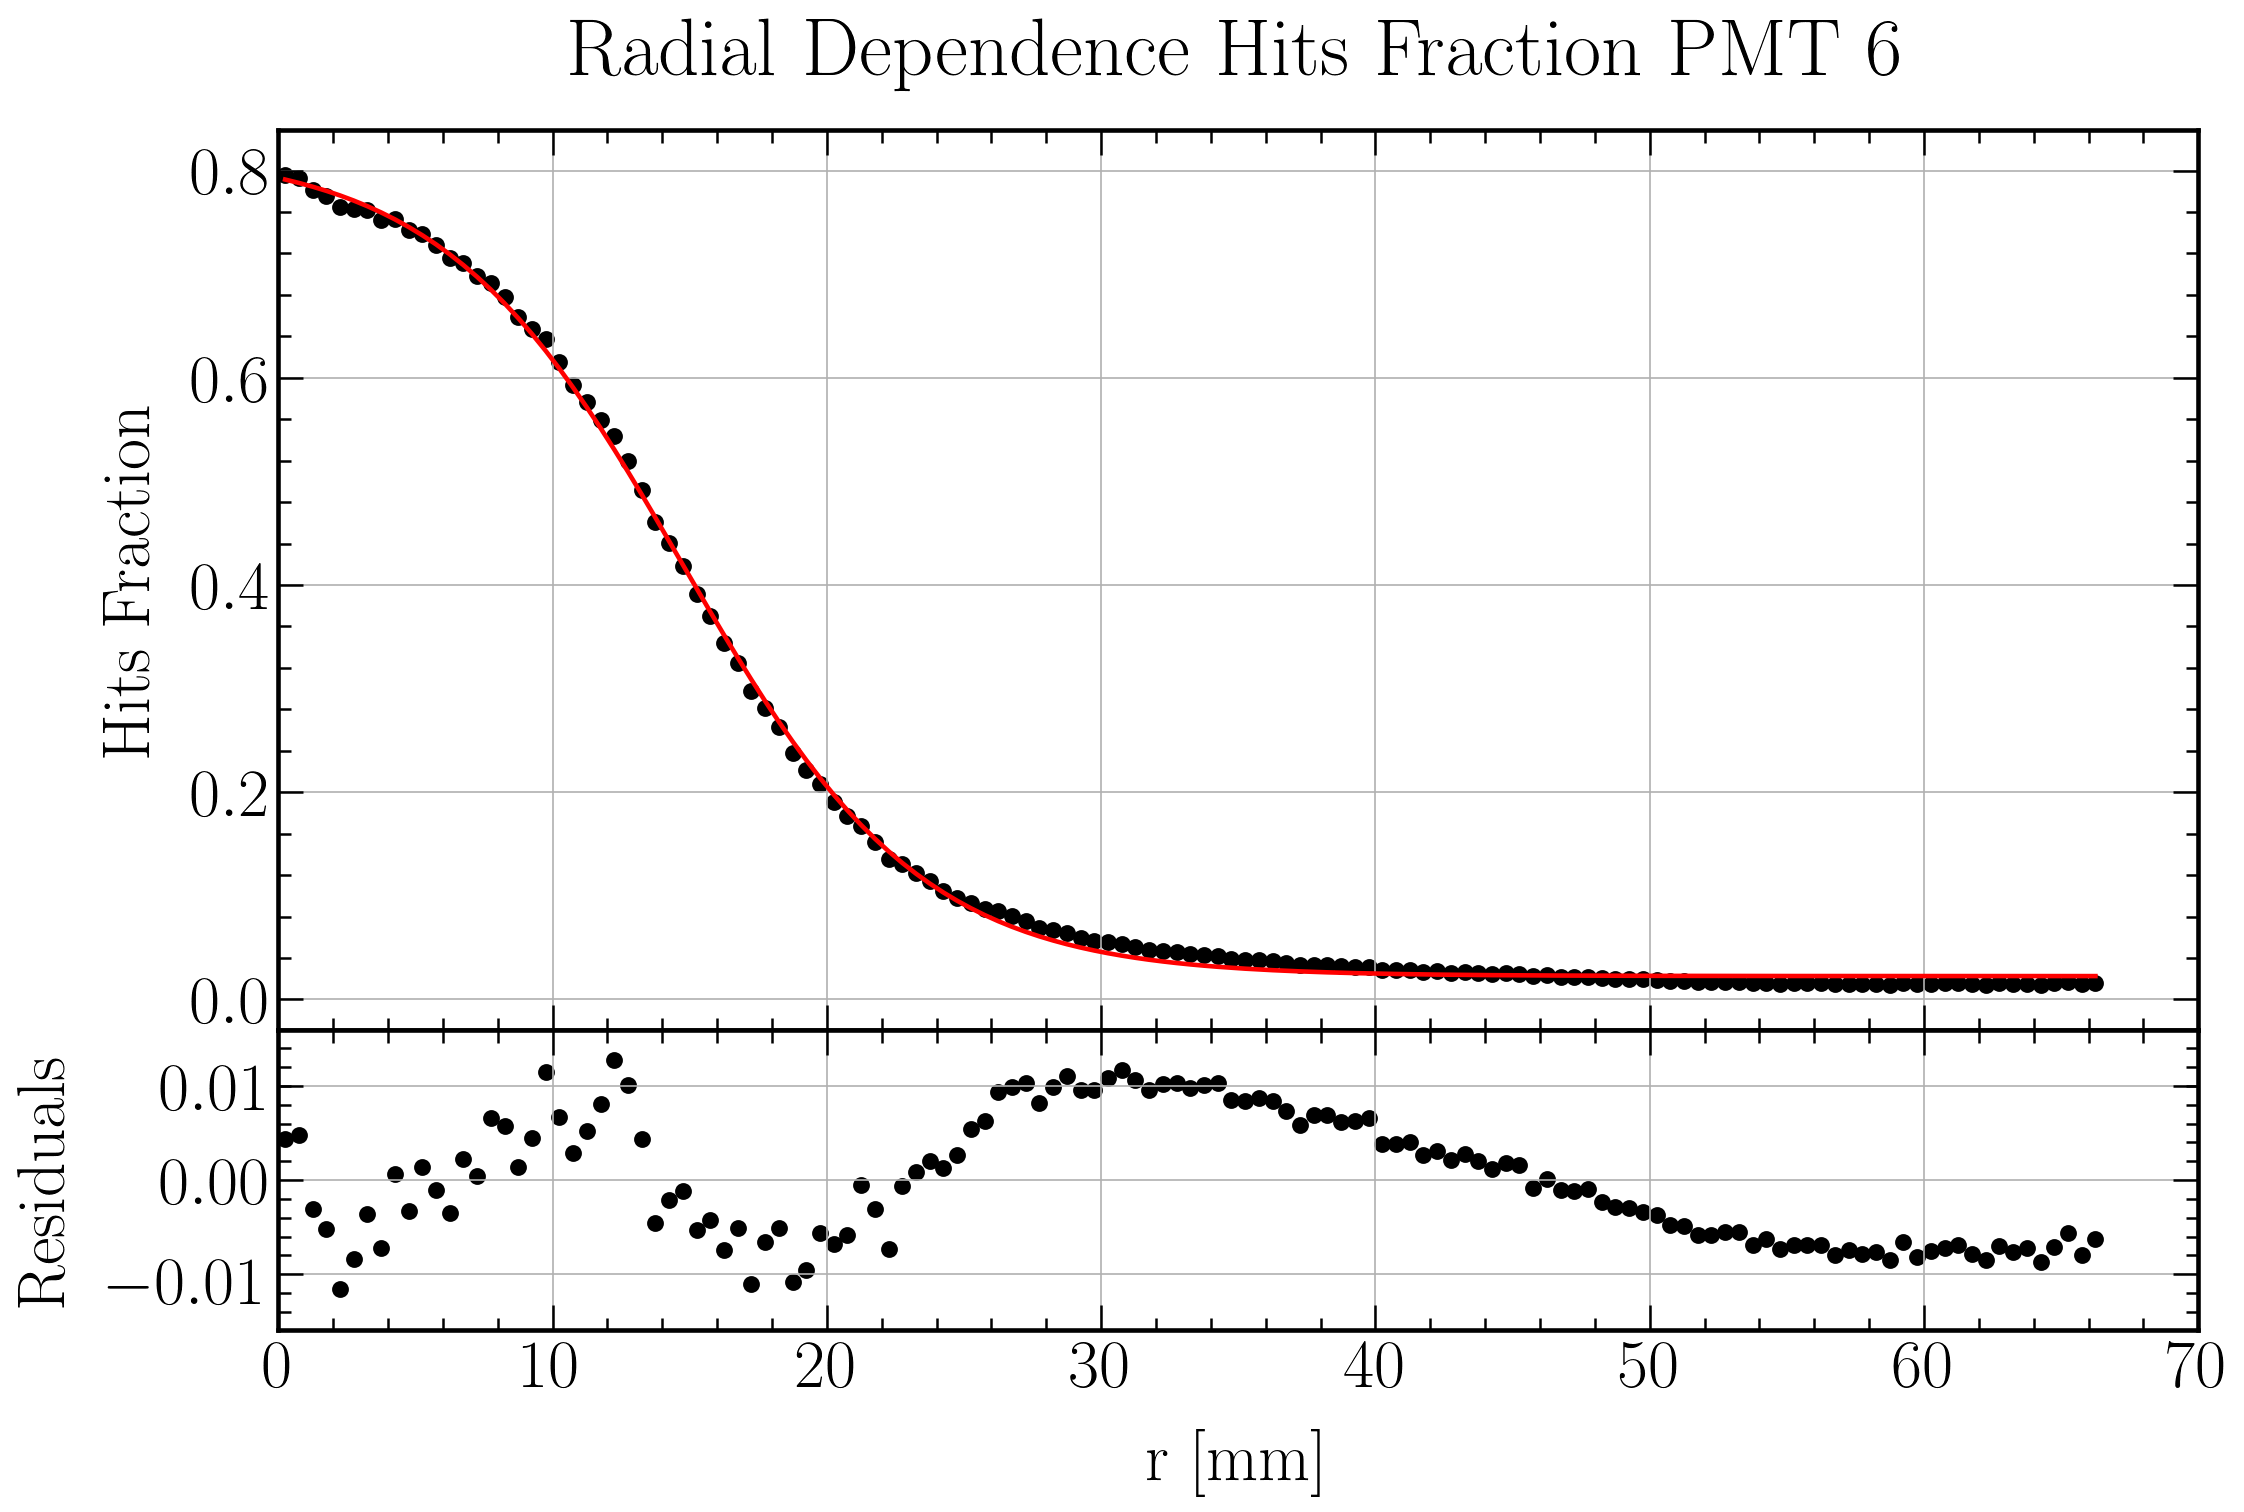 Radial Dependence Hits Fraction PMT 6
Hits Fraction
0.8
0.6
0.4
0.2
0.0
Residuals
0.01
0.00
−0.01
0 10 20 30 40 50 60 70
r [mm]